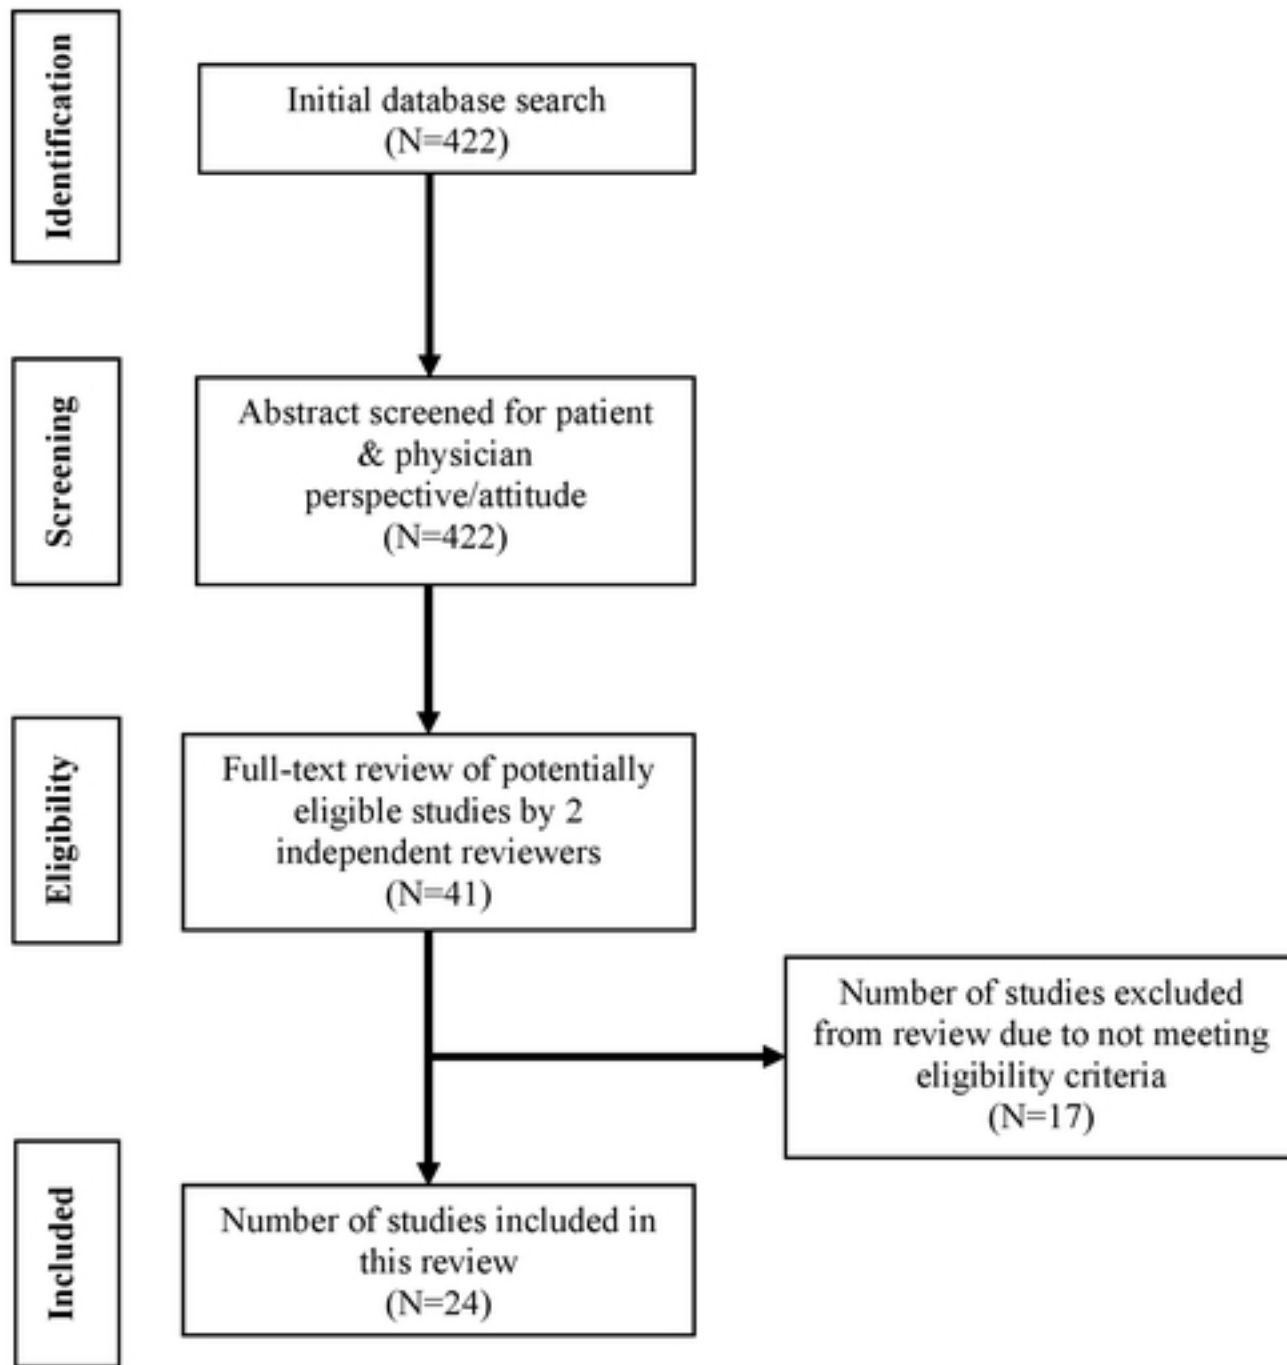 Identification
Initial database search
(N=422)
Screening
Abstract screened for patient
& physician
perspective/attitude
(N=422)
Eligibility
Full-text review of potentially
eligible studies by 2
independent reviewers
(N=41)
Number of studies excluded
from review due to not meeting
eligibility criteria
(N=17)
Included
Number of studies included in
this review
(N=24)